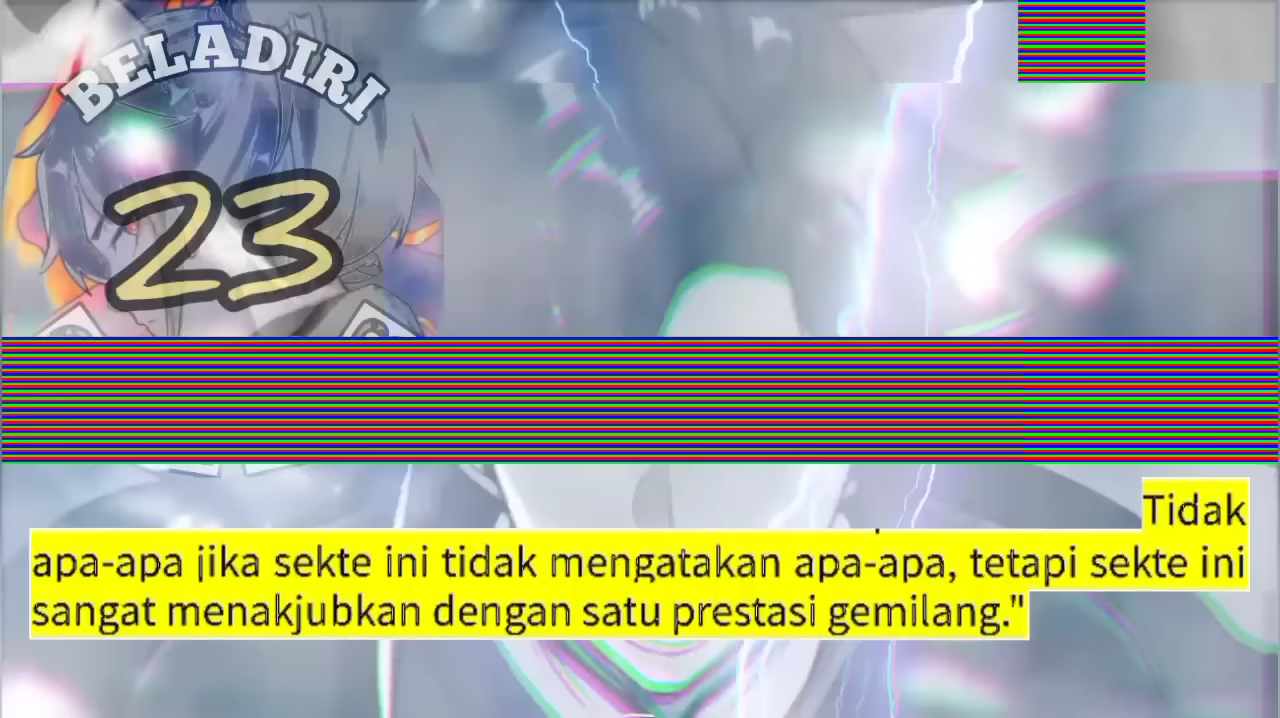 BELADIRI
23
Tidak
apa-apa jika sekte ini tidak mengatakan apa-apa, tetapi sekte ini
sangat menakjubkan dengan satu prestasi gemilang."